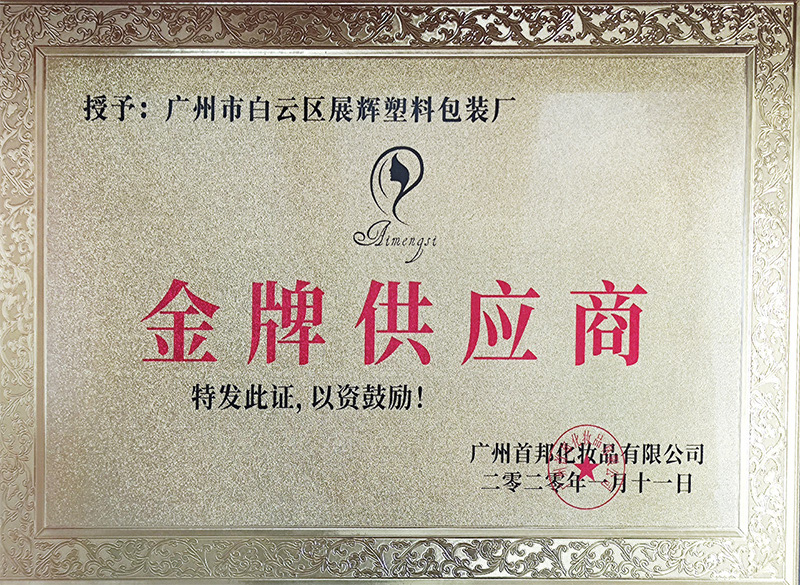 授予：广州市白云区展辉塑料包装厂
Aimengsi
金牌供应商
特发此证，以资鼓励！
广州首邦化妆品有限公司
二零二零年一月十一日